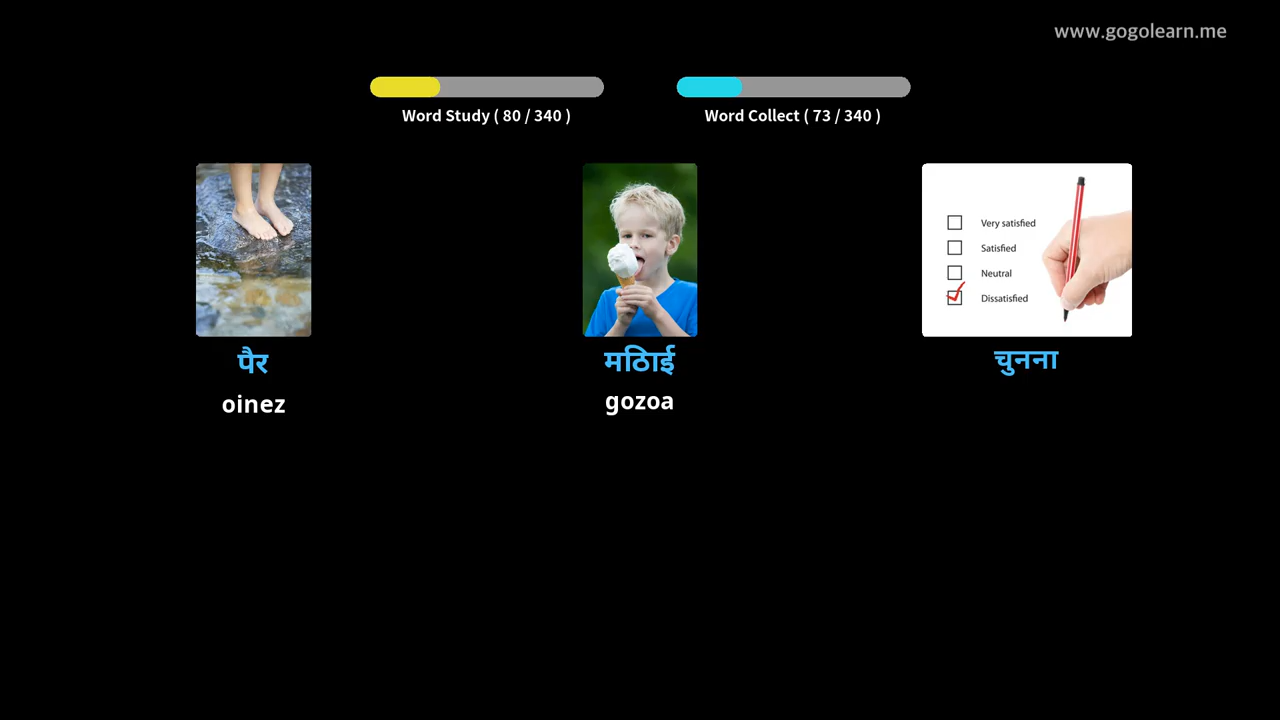 www.gogolearn.me
Word Study ( 80 / 340 )
Word Collect ( 73 / 340 )
Very satisfied
Satisfied
Neutral
Dissatisfied
पैर
मिठाई
चुनना
oinez
gozoa